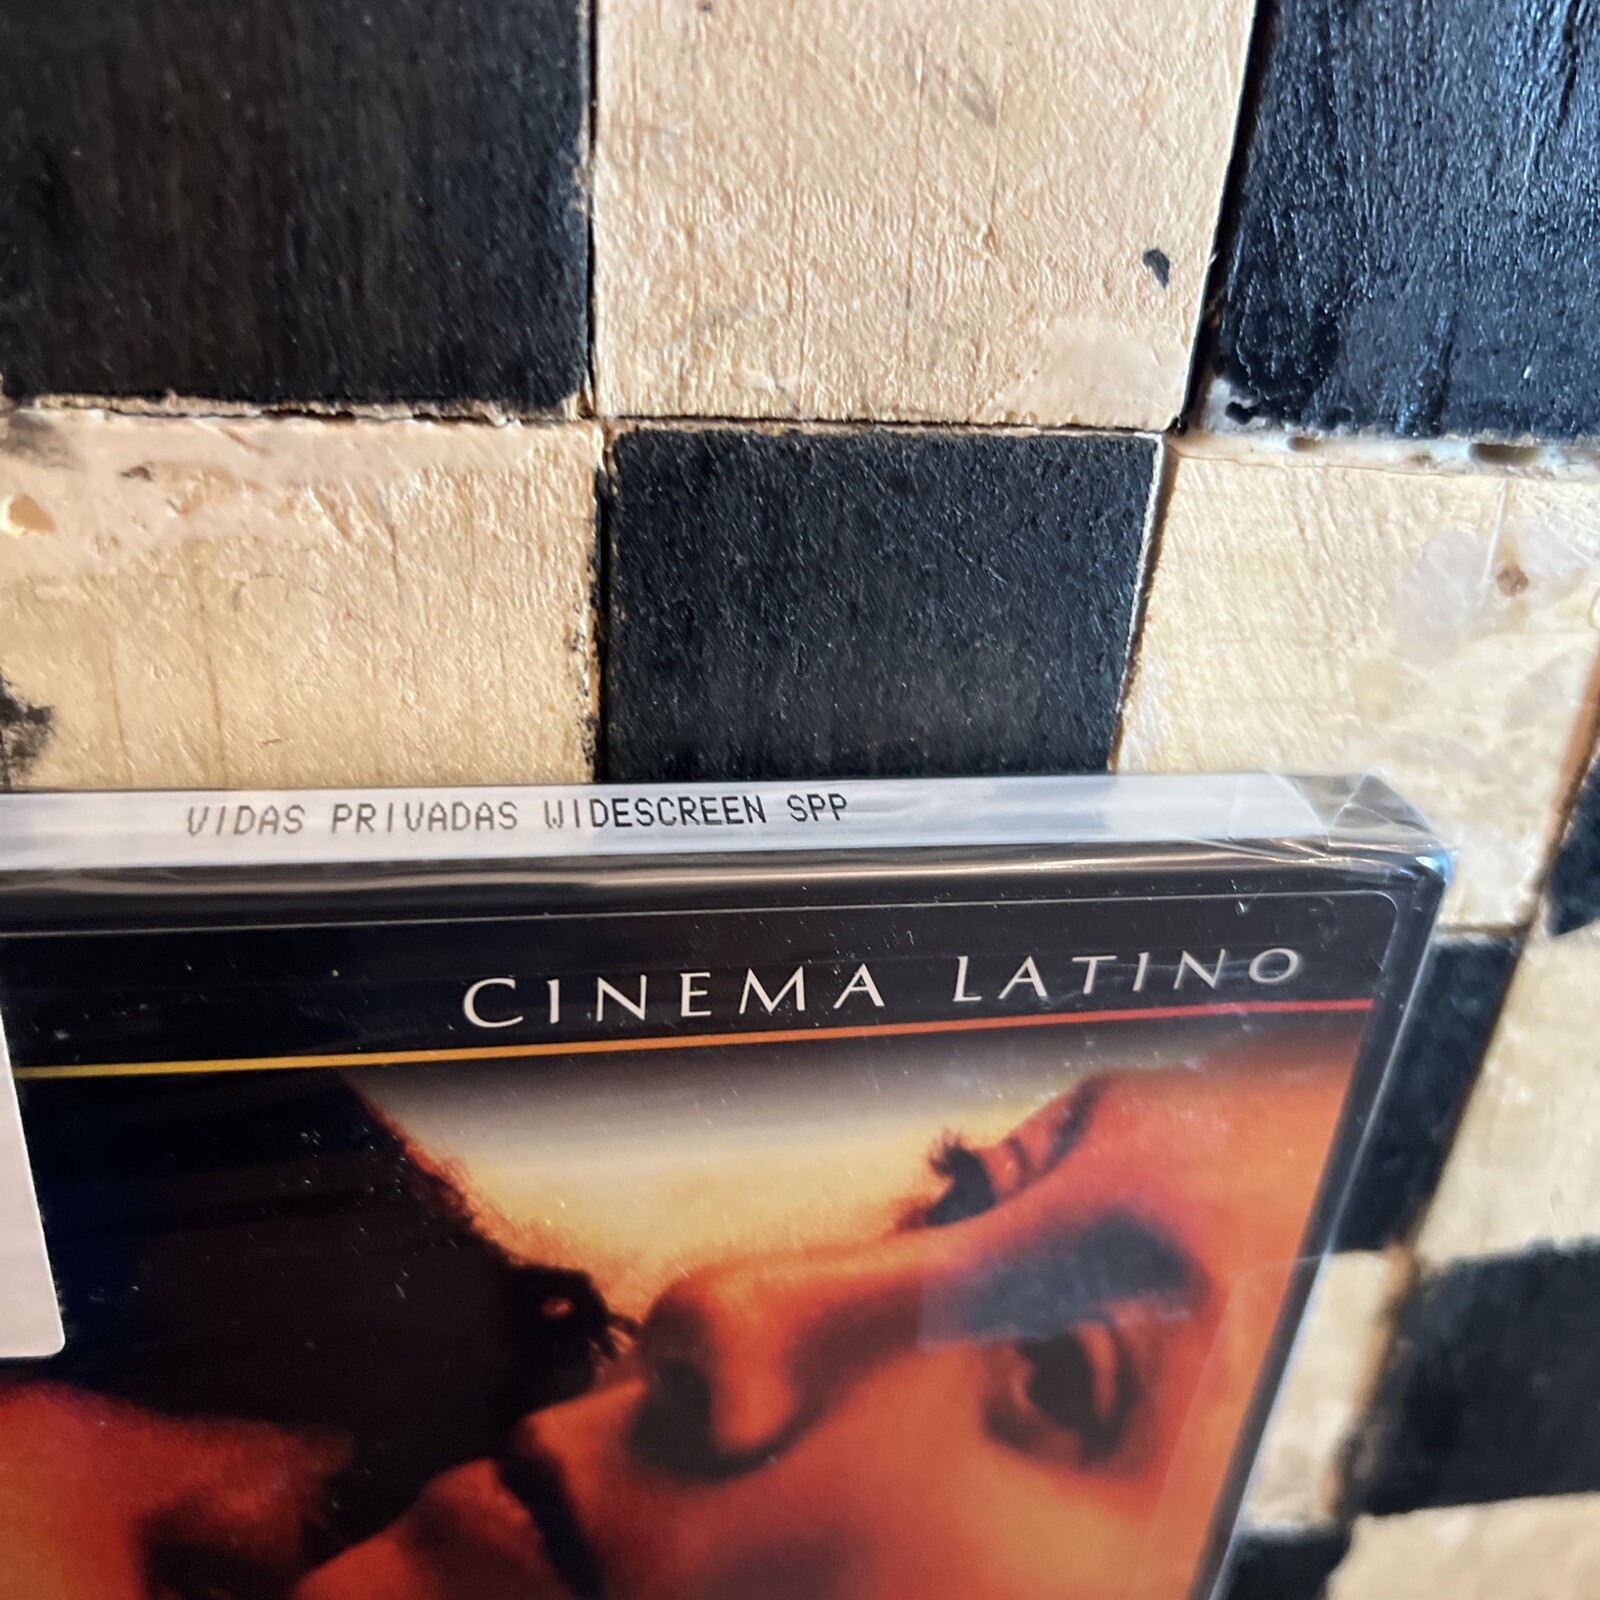 VIDAS PRIVADAS WIDESCREEN SPP
CINEMA LATINO